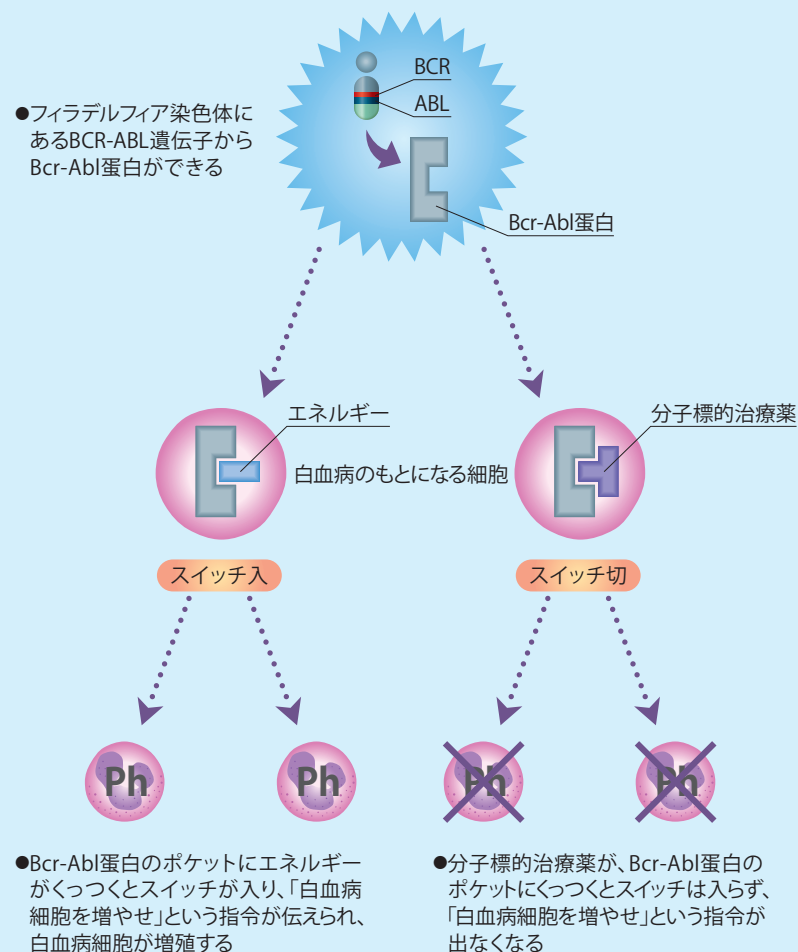 BCR
ABL
●フィラデルフィア染色体に
あるBCR-ABL遺伝子から
Bcr-Abl蛋白ができる
Bcr-Abl蛋白
エネルギー
分子標的治療薬
白血病のもとになる細胞
スイッチ入
スイッチ切
Ph
Ph
Ph
Ph
●Bcr-Abl蛋白のポケットにエネルギー
がくっつくとスイッチが入り、「白血病
細胞を増やせ」という指令が伝えられ、
白血病細胞が増殖する
●分子標的治療薬が、Bcr-Abl蛋白の
ポケットにくっつくとスイッチは入らず、
「白血病細胞を増やせ」という指令が
出なくなる